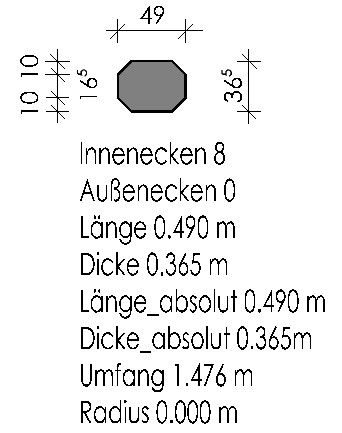 49
10
10
16⁵
36⁵
Innenecken 8
Außenecken 0
Länge 0.490 m
Dicke 0.365 m
Länge_absolut 0.490 m
Dicke_absolut 0.365m
Umfang 1.476 m
Radius 0.000 m